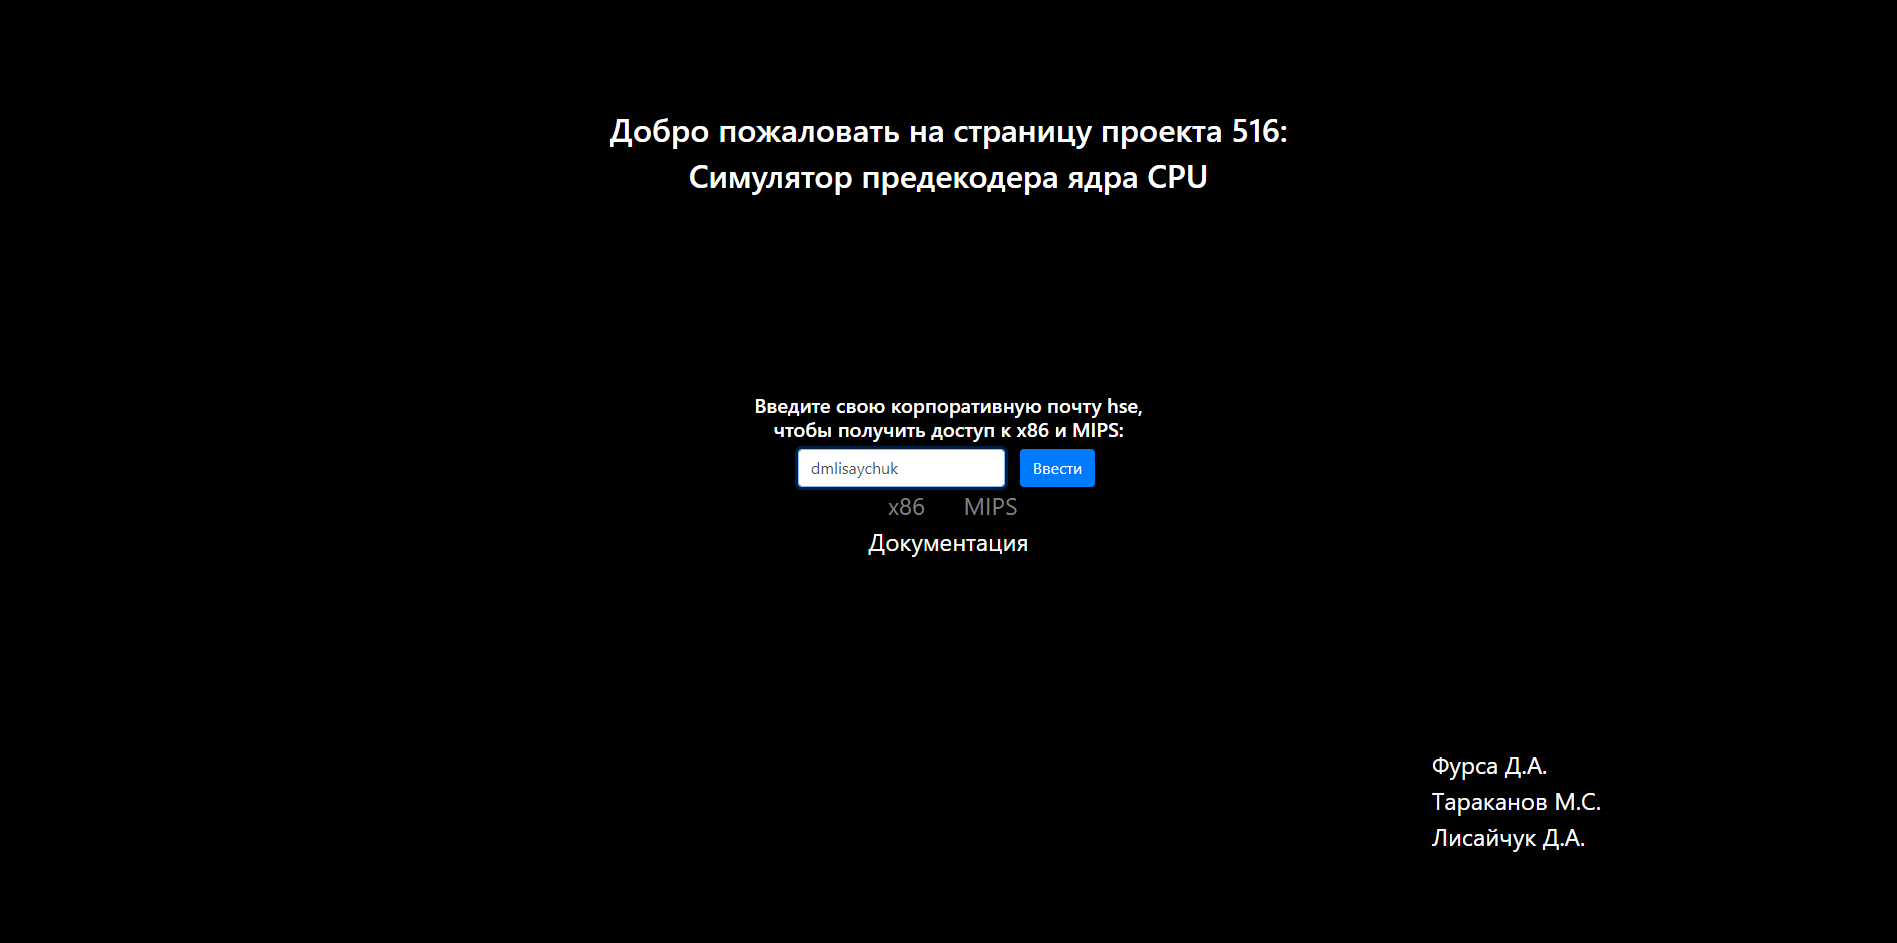 Добро пожаловать на страницу проекта 516:
Симулятор предекодера ядра CPU
Введите свою корпоративную почту hse,
чтобы получить доступ к x86 и MIPS:
dmlisaychuk Ввести
x86 MIPS
Документация
Фурса Д.А.
Тараканов М.С.
Лисайчук Д.А.